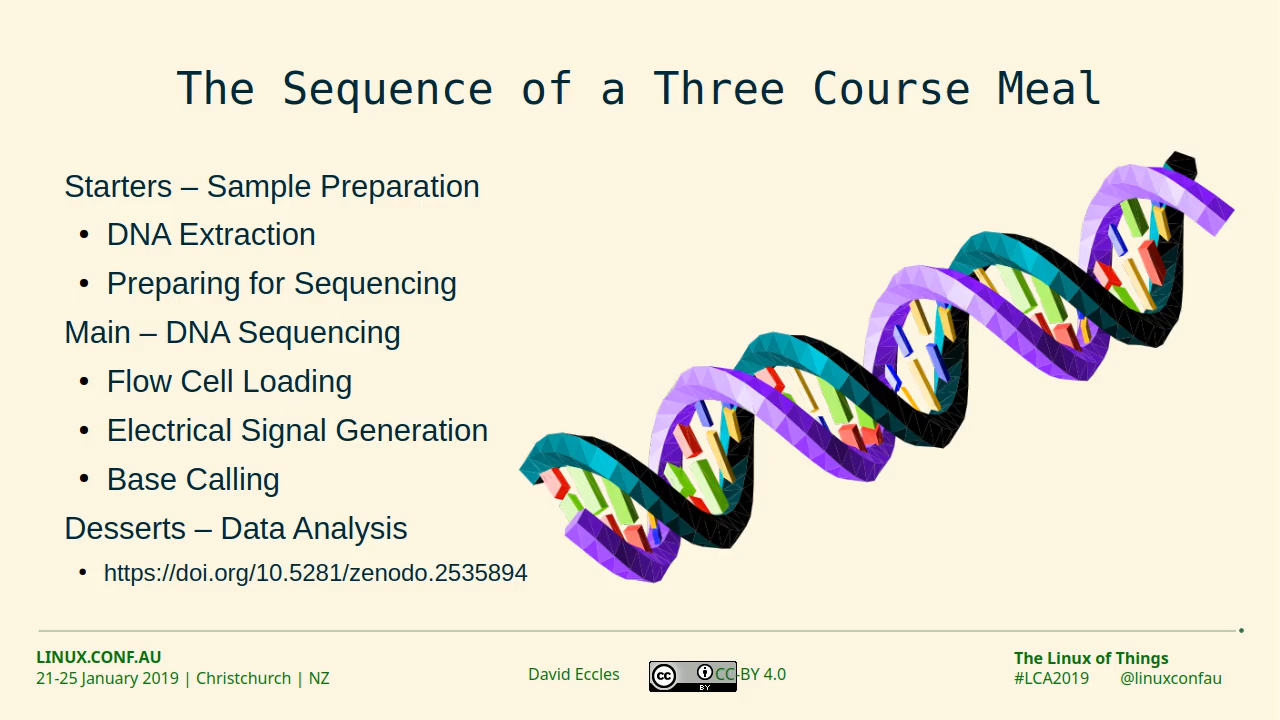 The Sequence of a Three Course Meal
Starters – Sample Preparation
• DNA Extraction
• Preparing for Sequencing
Main – DNA Sequencing
• Flow Cell Loading
• Electrical Signal Generation
• Base Calling
Desserts – Data Analysis
• https://doi.org/10.5281/zenodo.2535894
LINUX.CONF.AU
21-25 January 2019 | Christchurch | NZ
David Eccles
cc
BY
CC-BY 4.0
The Linux of Things
#LCA2019 @linuxconfau